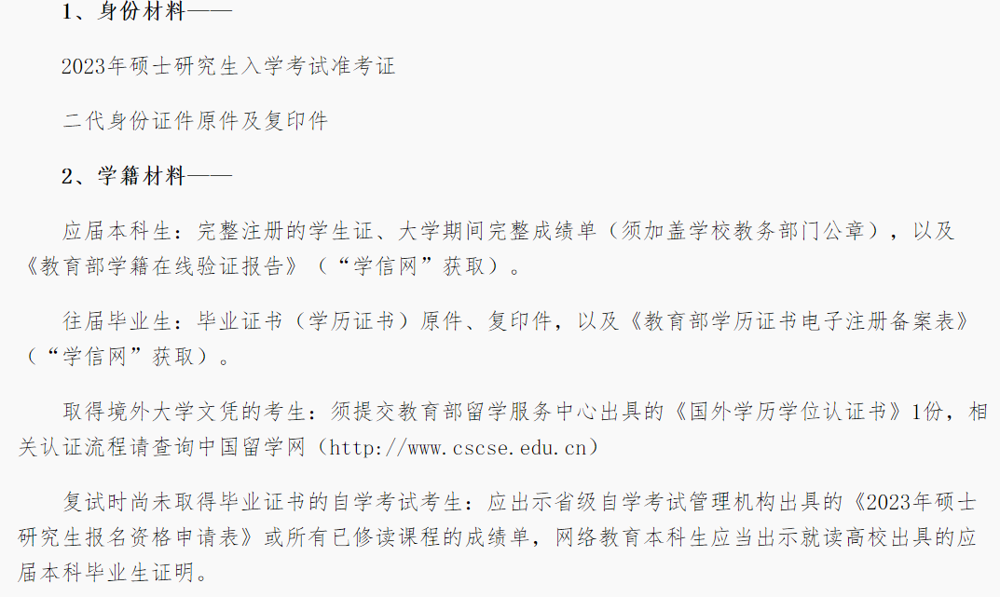 1、身份材料——
2023年硕士研究生入学考试准考证
二代身份证件原件及复印件
2、学籍材料——
应届本科生：完整注册的学生证、大学期间完整成绩单（须加盖学校教务部门公章），以及
《教育部学籍在线验证报告》（“学信网”获取）。
往届毕业生：毕业证书（学历证书）原件、复印件，以及《教育部学历证书电子注册备案表》
（“学信网”获取）。
取得境外大学文凭的考生：须提交教育部留学服务中心出具的《国外学历学位认证书》1份，相
关认证流程请查询中国留学网（http://www.cscse.edu.cn）
复试时尚未取得毕业证书的自学考试考生：应出示省级自学考试管理机构出具的《2023年硕士
研究生报名资格申请表》或所有已修读课程的成绩单，网络教育本科生应当出示就读高校出具的应
届本科毕业生证明。